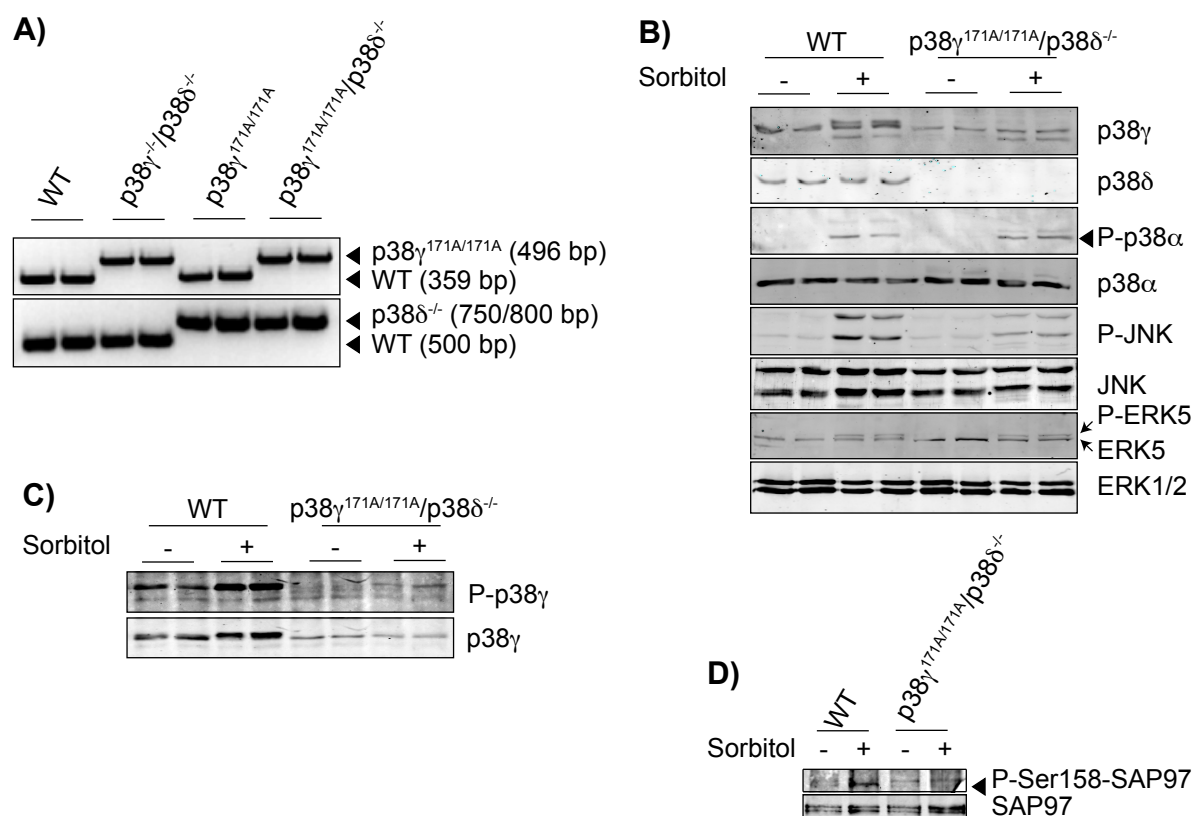 A)
WT
p38γ⁻/⁻/p38δ⁻/⁻
p38γ¹⁷¹ᴬ/¹⁷¹ᴬ
p38γ¹⁷¹ᴬ/¹⁷¹ᴬ/p38δ⁻/⁻
p38γ¹⁷¹ᴬ/¹⁷¹ᴬ (496 bp)
WT (359 bp)
p38δ⁻/⁻ (750/800 bp)
WT (500 bp)
B)
WT p38γ¹⁷¹ᴬ/¹⁷¹ᴬ/p38δ⁻/⁻
Sorbitol - + - +
p38γ
p38δ
P-p38α
p38α
P-JNK
JNK
P-ERK5
ERK5
ERK1/2
C)
WT p38γ¹⁷¹ᴬ/¹⁷¹ᴬ/p38δ⁻/⁻
Sorbitol - + - +
P-p38γ
p38γ
D)
WT
p38γ¹⁷¹ᴬ/¹⁷¹ᴬ/p38δ⁻/⁻
Sorbitol - + - +
P-Ser158-SAP97
SAP97